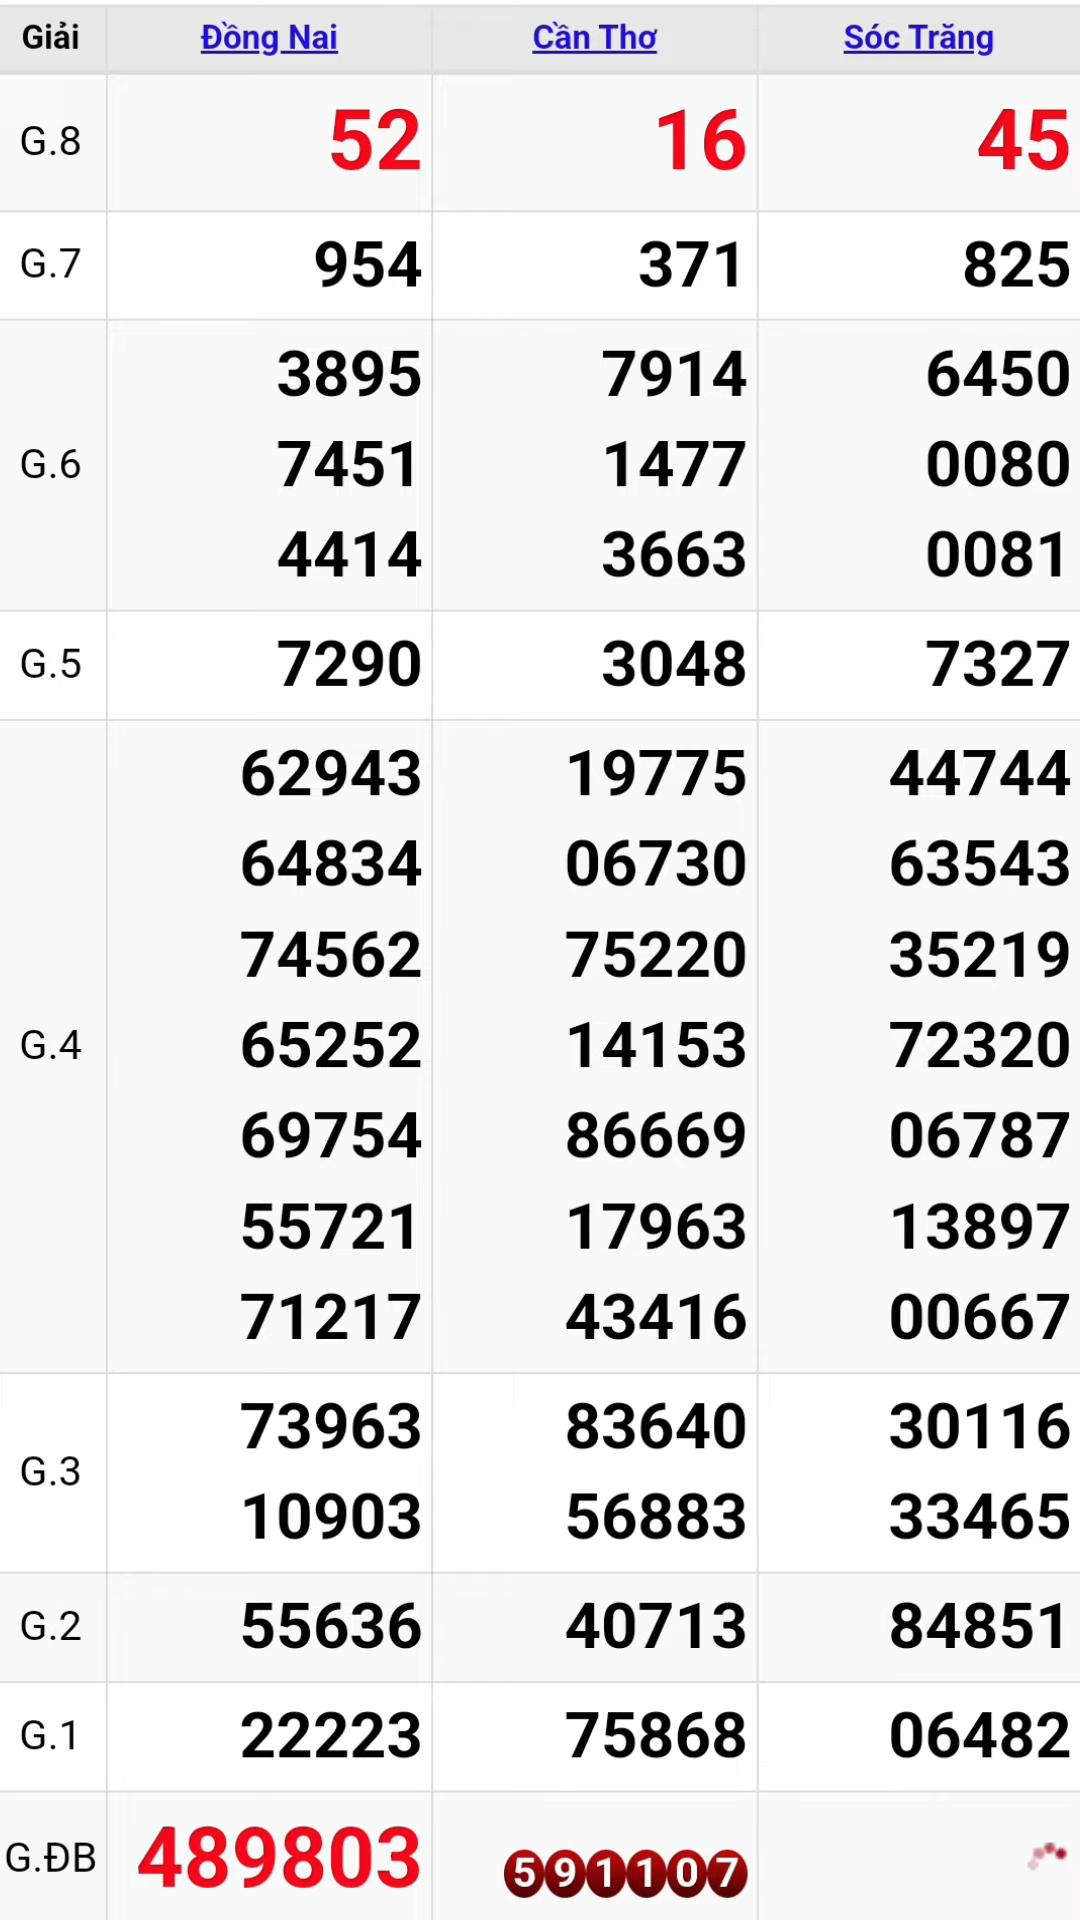 Giải Đồng Nai Cần Thơ Sóc Trăng
G.8 52 16 45
G.7 954 371 825
3895 7914 6450
G.6 7451 1477 0080
4414 3663 0081
G.5 7290 3048 7327
62943 19775 44744
64834 06730 63543
74562 75220 35219
G.4 65252 14153 72320
69754 86669 06787
55721 17963 13897
71217 43416 00667
G.3
73963 83640 30116
10903 56883 33465
G.2 55636 40713 84851
G.1 22223 75868 06482
G.ĐB 489803 591107